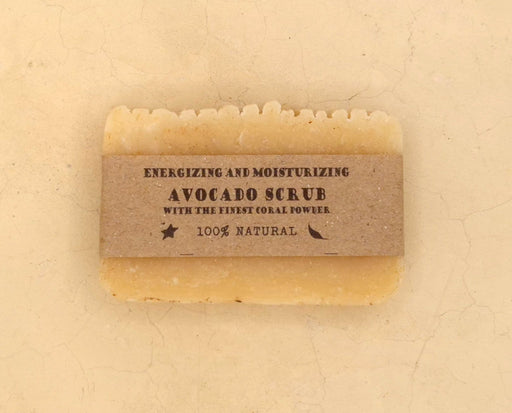 ENERGIZING AND MOISTURIZING
AVOCADO SCRUB
WITH THE FINEST CORAL POWDER
100% NATURAL